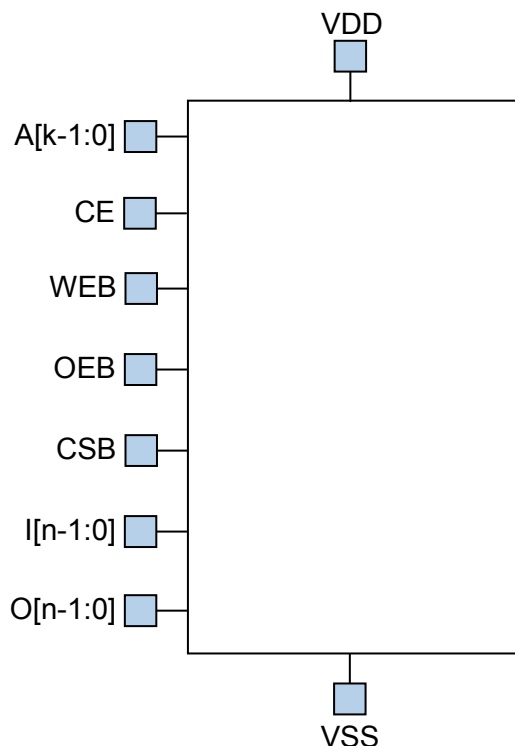 VDD
A[k-1:0]
CE
WEB
OEB
CSB
I[n-1:0]
O[n-1:0]
VSS